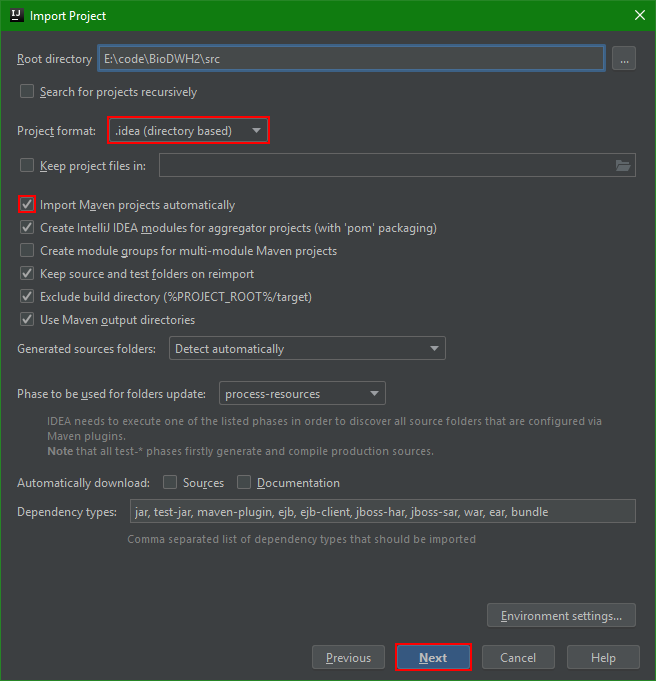 IJ Import Project
Root directory E:\code\BioDWH2\src ...
Search for projects recursively
Project format: .idea (directory based)
Keep project files in:
Import Maven projects automatically
Create IntelliJ IDEA modules for aggregator projects (with 'pom' packaging)
Create module groups for multi-module Maven projects
Keep source and test folders on reimport
Exclude build directory (%PROJECT_ROOT%/target)
Use Maven output directories
Generated sources folders: Detect automatically
Phase to be used for folders update: process-resources
IDEA needs to execute one of the listed phases in order to discover all source folders that are configured via
Maven plugins.
Note that all test-* phases firstly generate and compile production sources.
Automatically download: Sources Documentation
Dependency types: jar, test-jar, maven-plugin, ejb, ejb-client, jboss-har, jboss-sar, war, ear, bundle
Comma separated list of dependency types that should be imported
Environment settings...
Previous Next Cancel Help